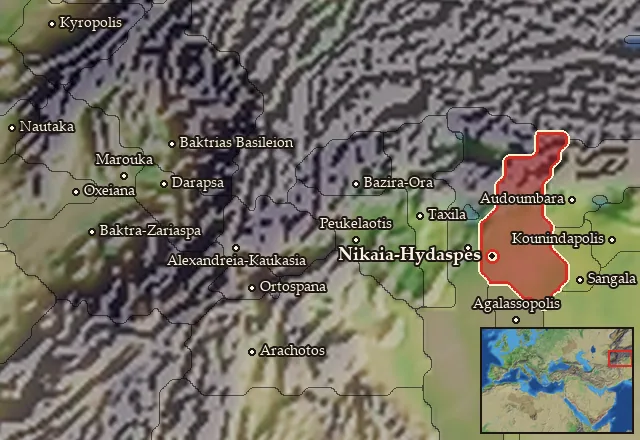 Kyropolis
Nautaka
Baktrias Basileion
Marouka
Oxeiana
Darapsa
Bazira-Ora
Audoumbara
Taxila
Peukelaotis
Baktra-Zariaspa
Kounindapolis
Alexandreia-Kaukasia
Nikaia-Hydaspes
Sangala
Ortospana
Agalassopolis
Arachotos